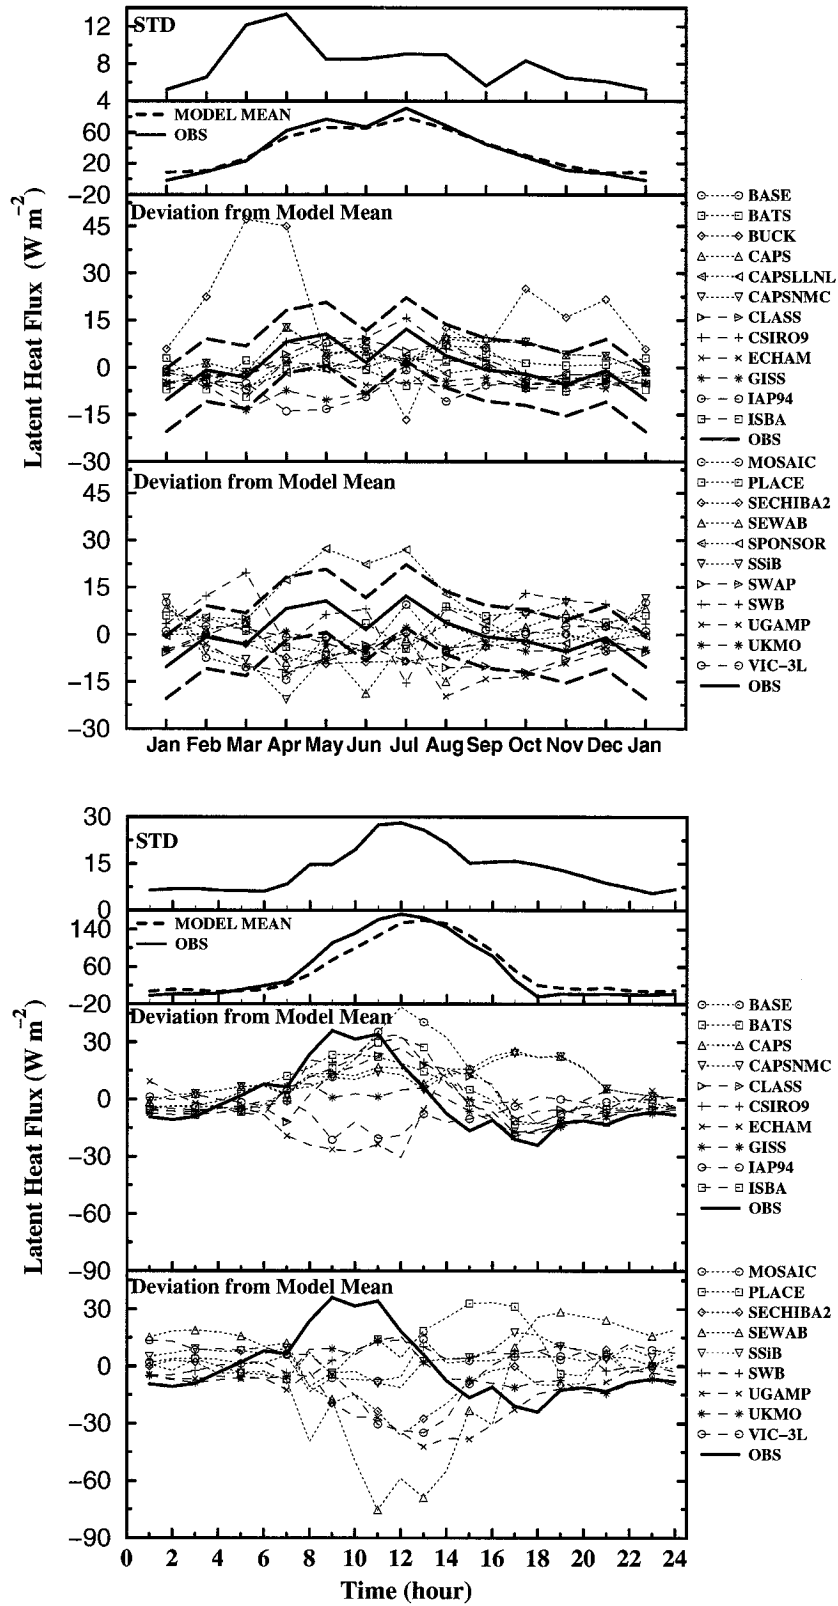 12
STD
8
4
MODEL MEAN
OBS
60
20
−20
Latent Heat Flux (W m−2)
Deviation from Model Mean
45
30
15
0
−15
−30
BASE
BATS
BUCK
CAPS
CAPSLLNL
CAPSNMC
CLASS
CSIRO9
ECHAM
GISS
IAP94
ISBA
OBS
Deviation from Model Mean
45
30
15
0
−15
−30
MOSAIC
PLACE
SECHIBA2
SEWAB
SPONSOR
SSiB
SWAP
SWB
UGAMP
UKMO
VIC−3L
OBS
Jan Feb Mar Apr May Jun Jul Aug Sep Oct Nov Dec Jan
30
STD
15
0
MODEL MEAN
OBS
140
60
−20
Latent Heat Flux (W m−2)
Deviation from Model Mean
30
0
−30
−60
−90
BASE
BATS
CAPS
CAPSNMC
CLASS
CSIRO9
ECHAM
GISS
IAP94
ISBA
OBS
Deviation from Model Mean
30
0
−30
−60
−90
MOSAIC
PLACE
SECHIBA2
SEWAB
SSiB
SWB
UGAMP
UKMO
VIC−3L
OBS
0 2 4 6 8 10 12 14 16 18 20 22 24
Time (hour)